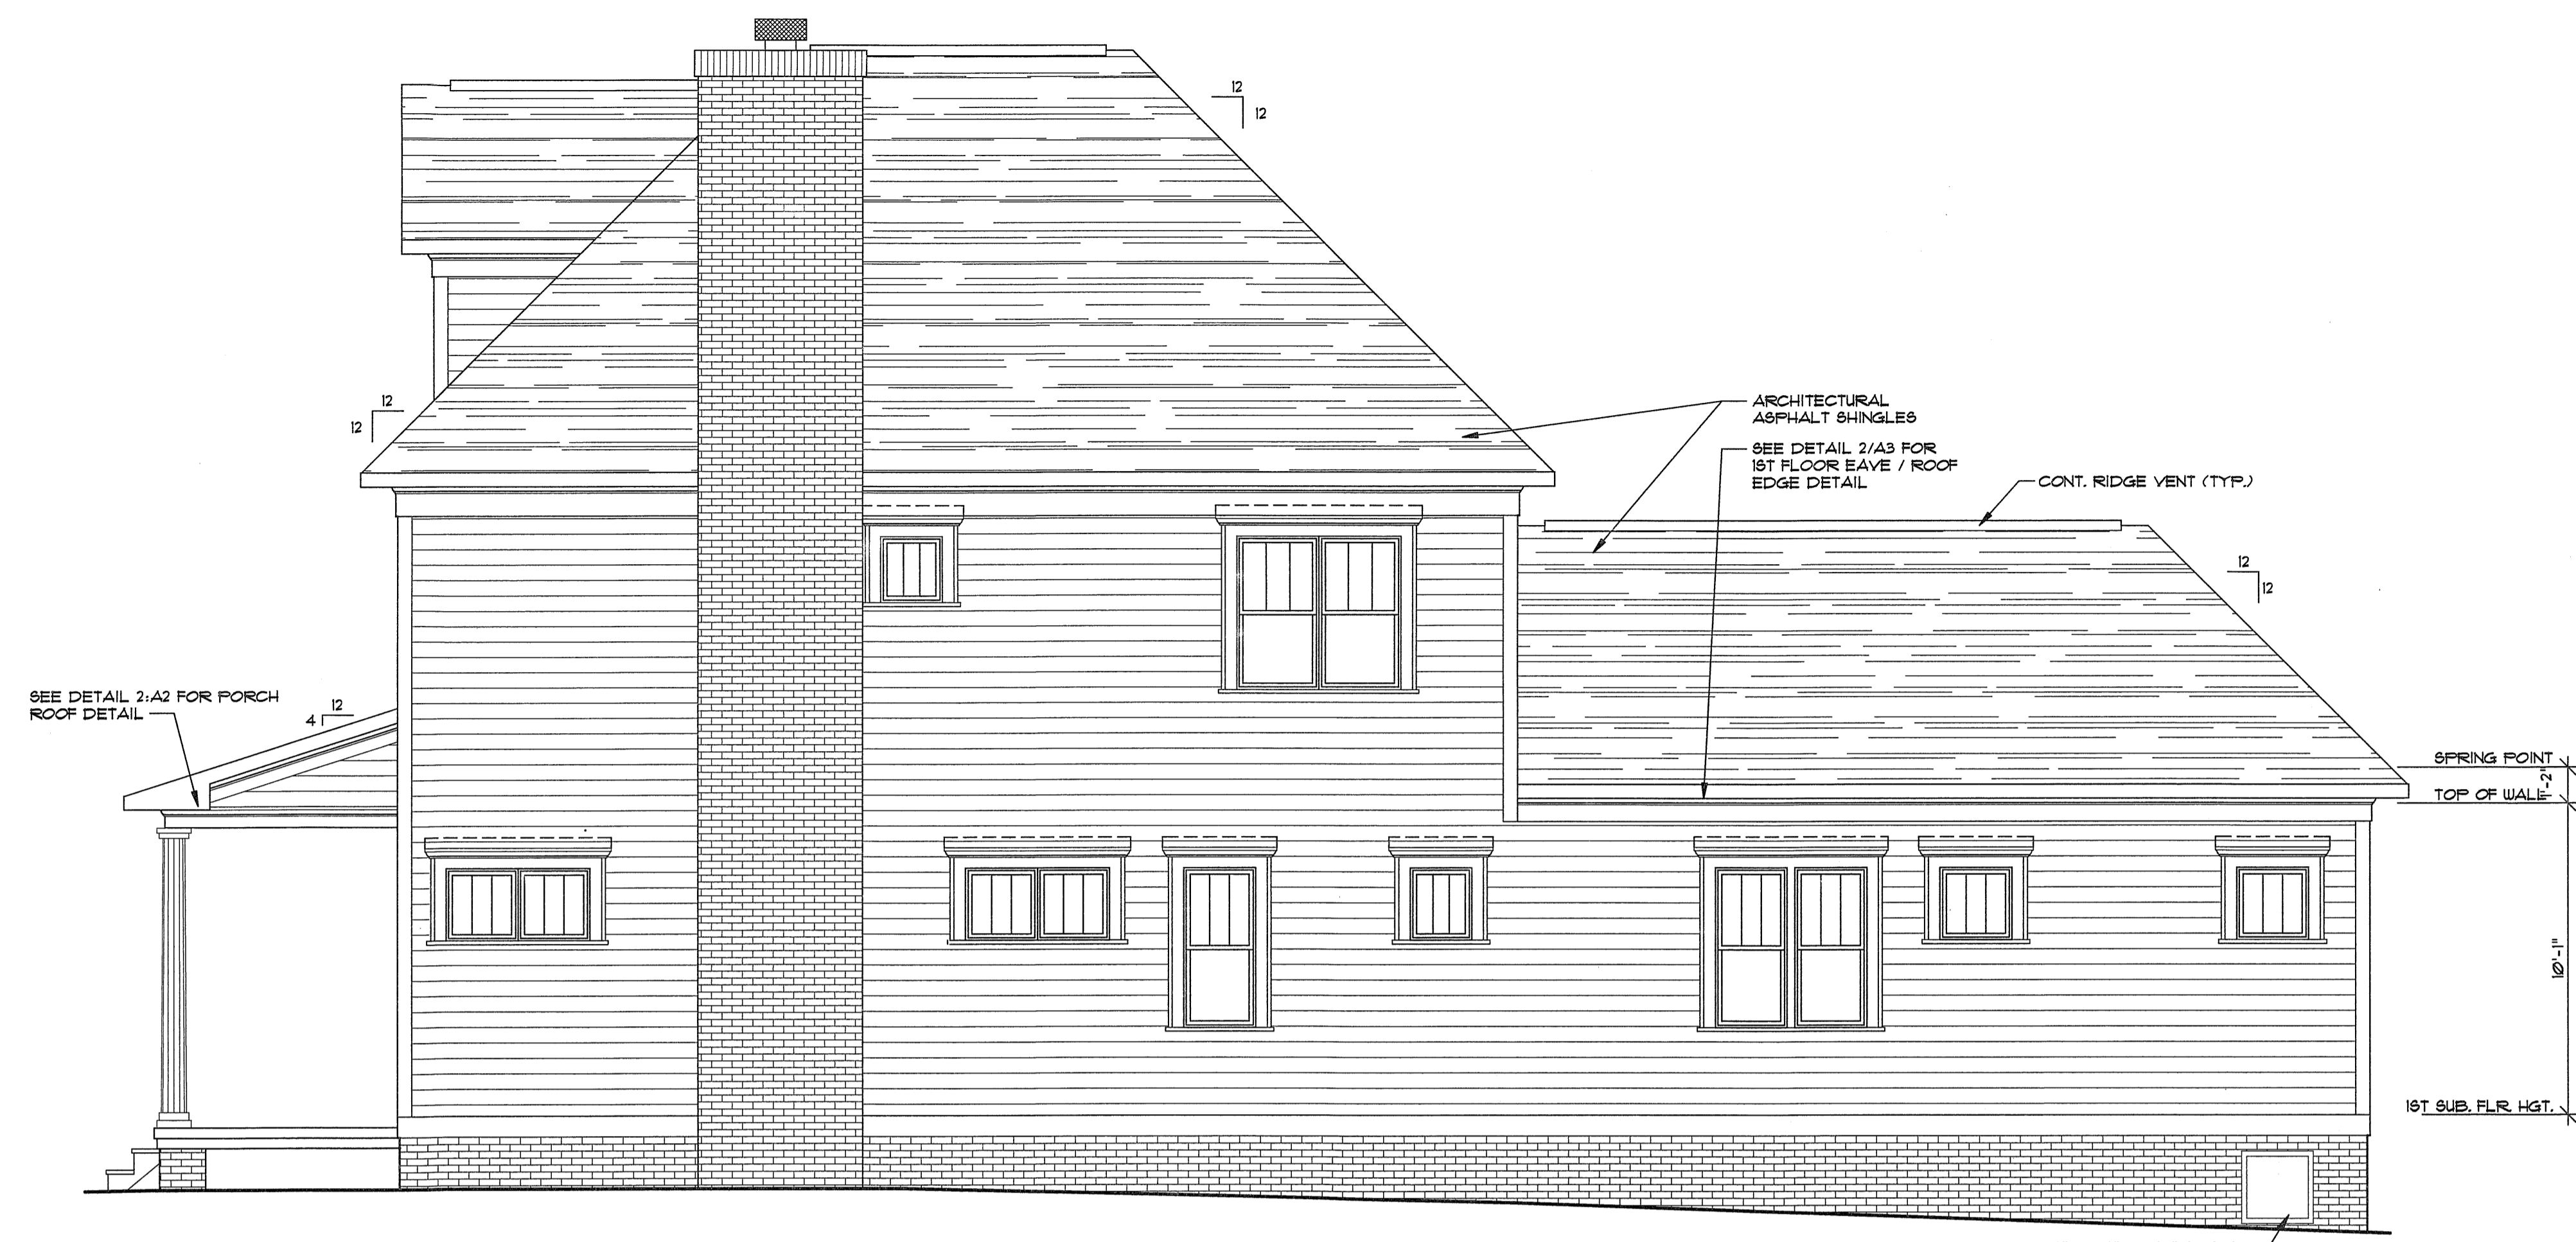 12
12
12
12
ARCHITECTURAL
ASPHALT SHINGLES
SEE DETAIL 2/A3 FOR
1ST FLOOR EAVE / ROOF
EDGE DETAIL
CONT. RIDGE VENT (TYP.)
12
12
SEE DETAIL 2:A2 FOR PORCH
ROOF DETAIL
12
4
SPRING POINT
1'-2"
TOP OF WALL
10'-1"
1ST SUB. FLR. HGT.